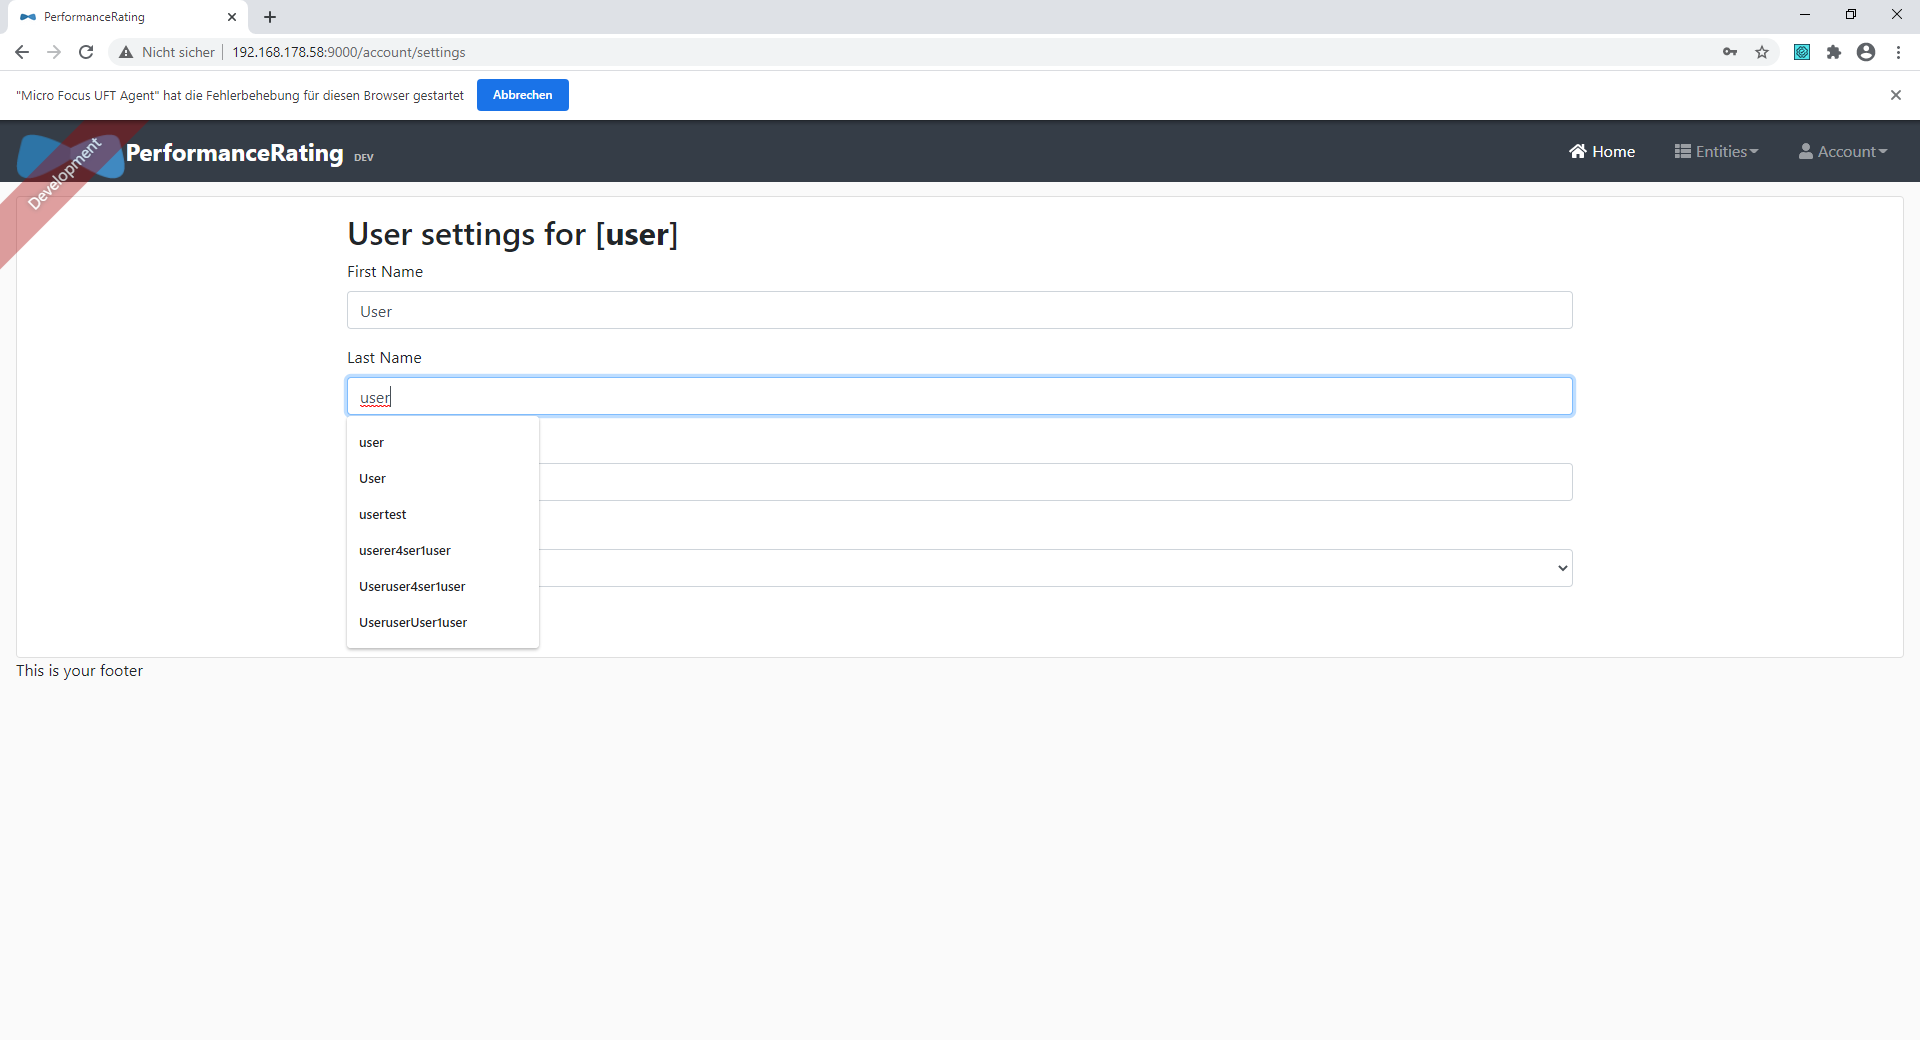 PerformanceRating
Nicht sicher
192.168.178.58:9000/account/settings
"Micro Focus UFT Agent" hat die Fehlerbehebung für diesen Browser gestartet
Abbrechen
Development
PerformanceRating DEV
Home
Entities
Account
User settings for [user]
First Name
User
Last Name
user
user
User
usertest
userer4ser1user
Useruser4ser1user
UseruserUser1user
This is your footer